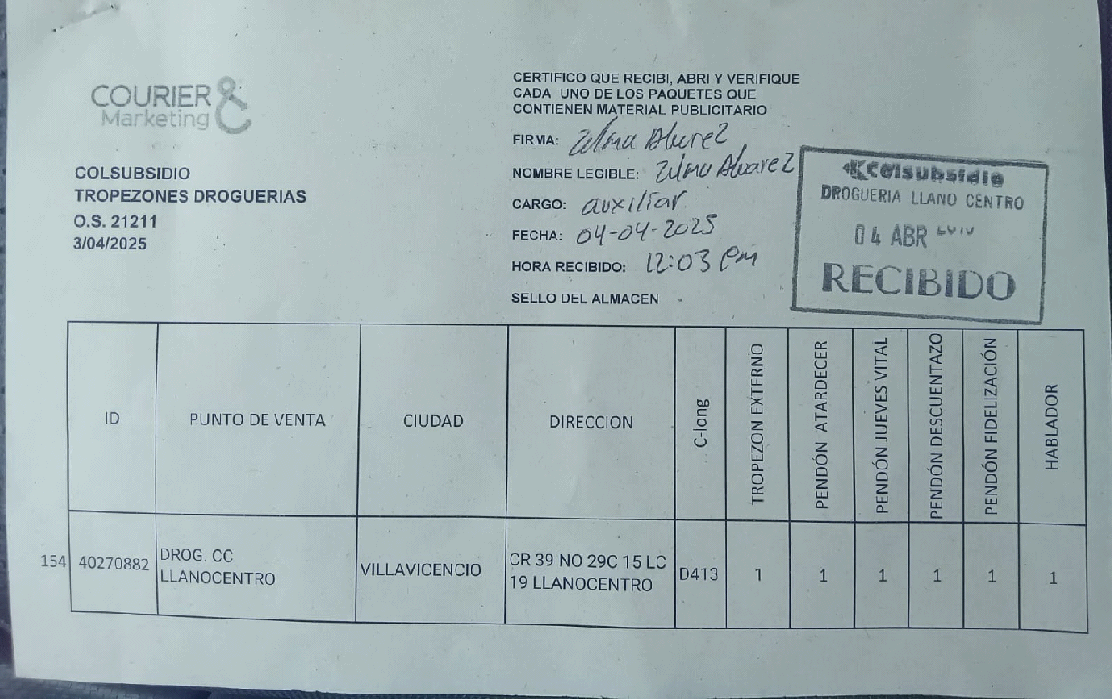 COURIER &
Marketing
COLSUBSIDIO
TROPEZONES DROGUERIAS
O.S. 21211
3/04/2025
CERTIFICO QUE RECIBI, ABRI Y VERIFIQUE
CADA UNO DE LOS PAQUETES QUE
CONTIENEN MATERIAL PUBLICITARIO
FIRMA: Zilma Alvarez
NOMBRE LEGIBLE: Zilma Alvarez
CARGO: auxiliar
FECHA: 04-04-2025
HORA RECIBIDO: 12:03 pm
SELLO DEL ALMACEN
colsubsidio
DROGUERIA LLANO CENTRO
04 ABR
RECIBIDO
ID PUNTO DE VENTA CIUDAD DIRECCION C-long TROPEZON EXTERNO PENDÓN ATARDECER PENDÓN JUEVES VITAL PENDÓN DESCUENTAZO PENDÓN FIDELIZACIÓN HABLADOR
154 40270882 DROG. CC VILLAVICENCIO CR 39 NO 29C 15 LC D413 1 1 1 1 1 1
LLANOCENTRO 19 LLANOCENTRO